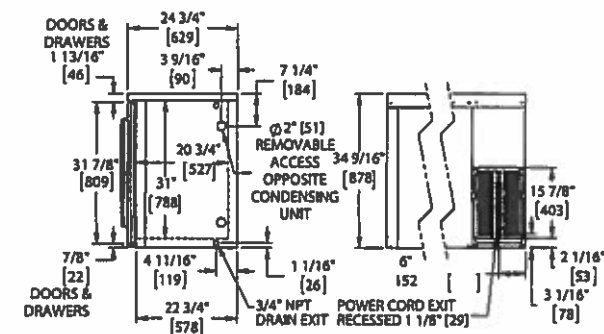 DOORS &
DRAWERS
1 13/16"
[46]
24 3/4"
[629]
3 9/16"
[90]
7 1/4"
[184]
Ø 2" [51]
REMOVABLE
ACCESS
OPPOSITE
CONDENSING
UNIT
20 3/4"
[527]
31 7/8"
[809]
31"
[788]
34 9/16"
[878]
15 7/8"
[403]
7/8"
[22]
DOORS &
DRAWERS
4 11/16"
[119]
1 1/16"
[26]
22 3/4"
[578]
3/4" NPT
DRAIN EXIT
6"
152
[ ]
POWER CORD EXIT
RECESSED 1 1/8" [29]
2 1/16"
[53]
3 1/16"
[78]